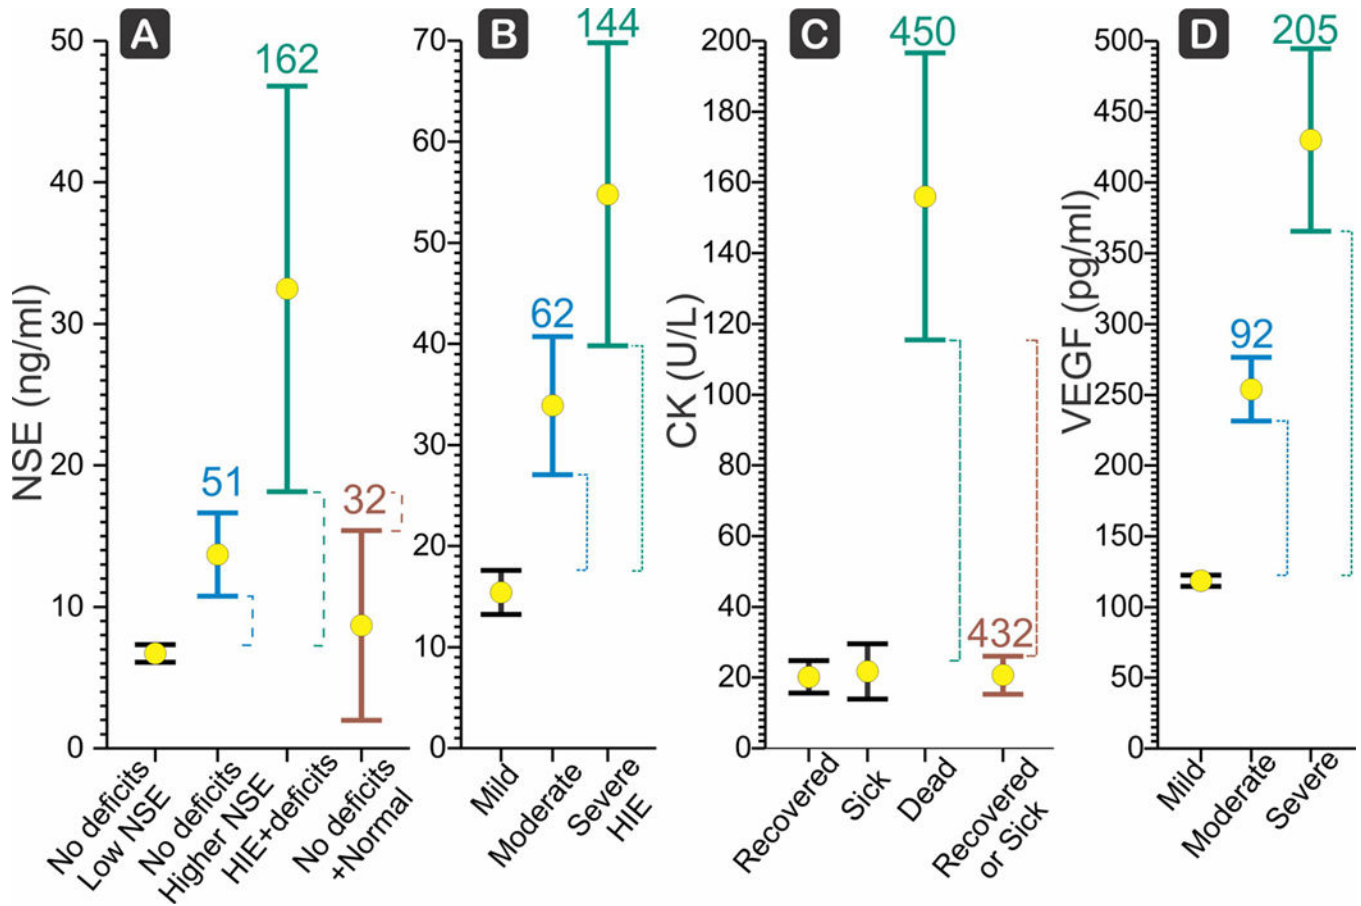 A
NSE (ng/ml)
50
40
30
20
10
0
162
51
32
No deficits
Low NSE
No deficits
Higher NSE
HIE+deficits
No deficits
+Normal
B
70
60
50
40
30
20
10
0
144
62
Mild
Moderate
Severe
HIE
C
CK (U/L)
200
180
160
140
120
100
80
60
40
20
0
450
432
Recovered
Sick
Dead
Recovered
or Sick
D
VEGF (pg/ml)
500
450
400
350
300
250
200
150
100
50
0
205
92
Mild
Moderate
Severe